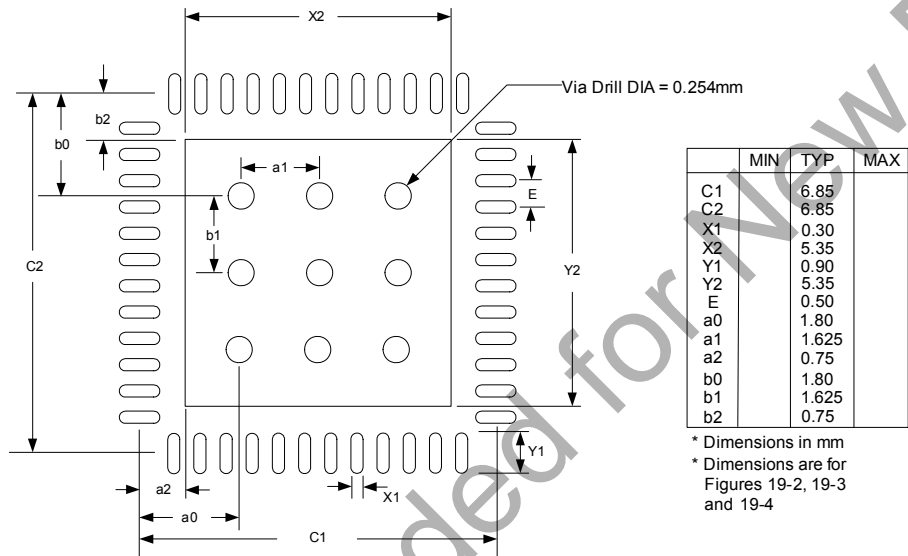 X2
Via Drill DIA = 0.254mm
b2
b0
a1
E
b1
C2
Y2
Y1
X1
a2
a0
C1
MIN TYP MAX
C1 6.85
C2 6.85
X1 0.30
X2 5.35
Y1 0.90
Y2 5.35
E 0.50
a0 1.80
a1 1.625
a2 0.75
b0 1.80
b1 1.625
b2 0.75
* Dimensions in mm
* Dimensions are for
Figures 19-2, 19-3
and 19-4
ded for New